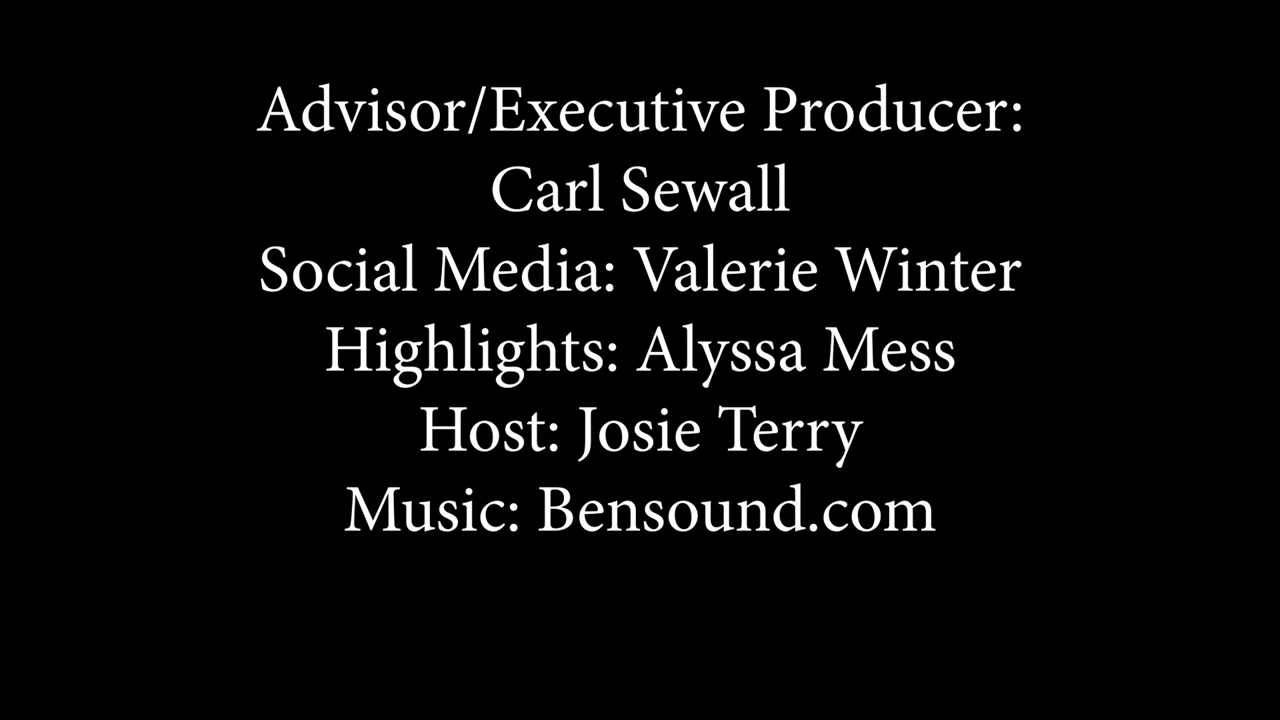 Advisor/Executive Producer:
Carl Sewall
Social Media: Valerie Winter
Highlights: Alyssa Mess
Host: Josie Terry
Music: Bensound.com